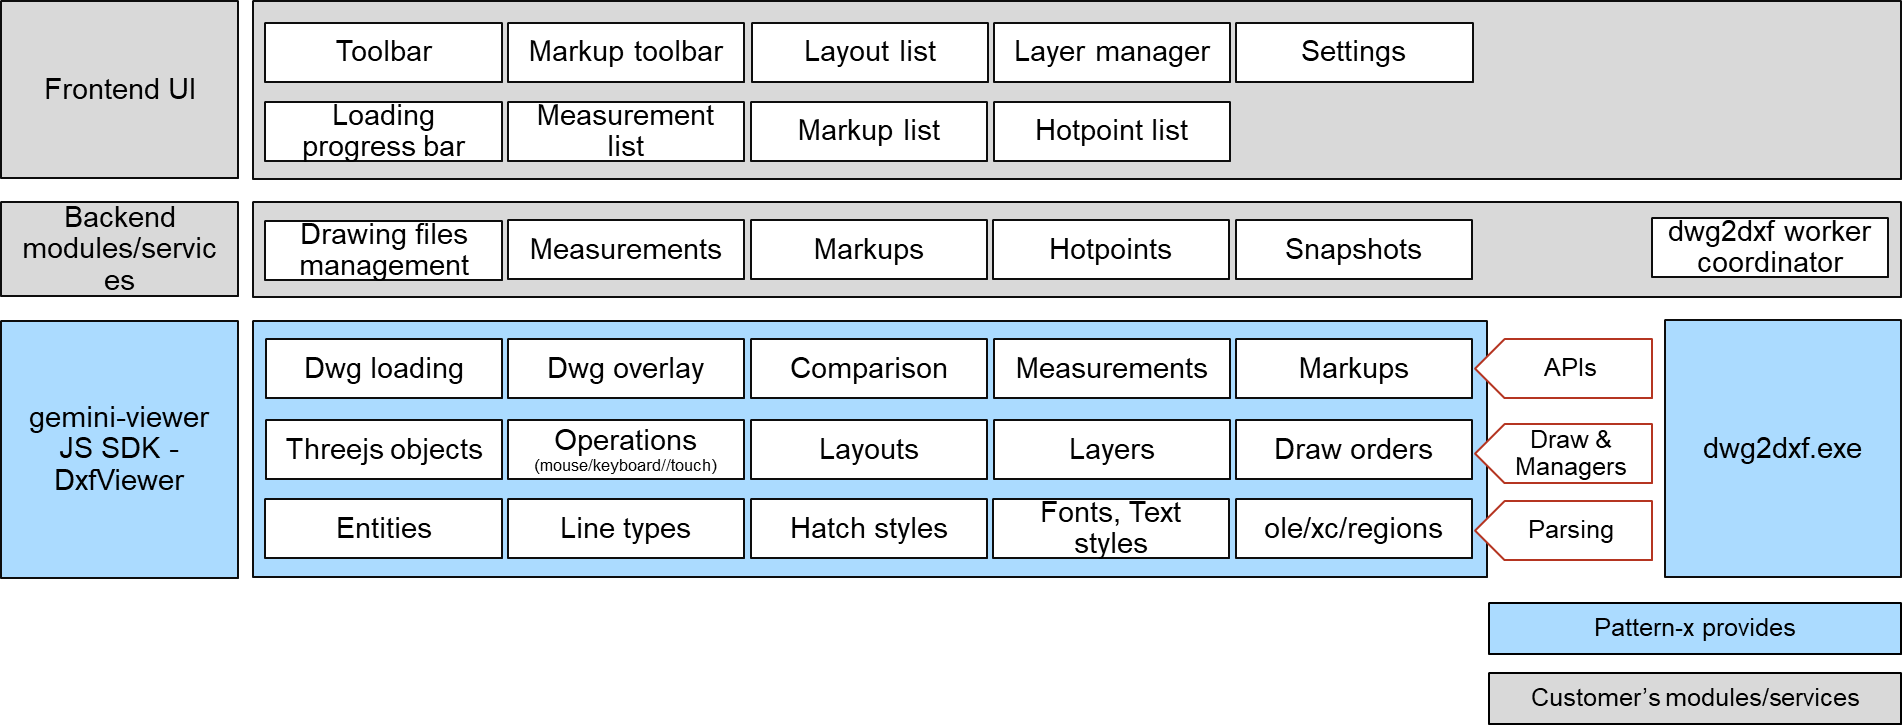 Frontend UI
Toolbar
Markup toolbar
Layout list
Layer manager
Settings
Loading
progress bar
Measurement
list
Markup list
Hotpoint list
Backend
modules/servic
es
Drawing files
management
Measurements
Markups
Hotpoints
Snapshots
dwg2dxf worker
coordinator
gemini-viewer
JS SDK -
DxfViewer
Dwg loading
Dwg overlay
Comparison
Measurements
Markups
APIs
Threejs objects
Operations
(mouse/keyboard//touch)
Layouts
Layers
Draw orders
Draw &
Managers
Entities
Line types
Hatch styles
Fonts, Text
styles
ole/xc/regions
Parsing
dwg2dxf.exe
Pattern-x provides
Customer’s modules/services